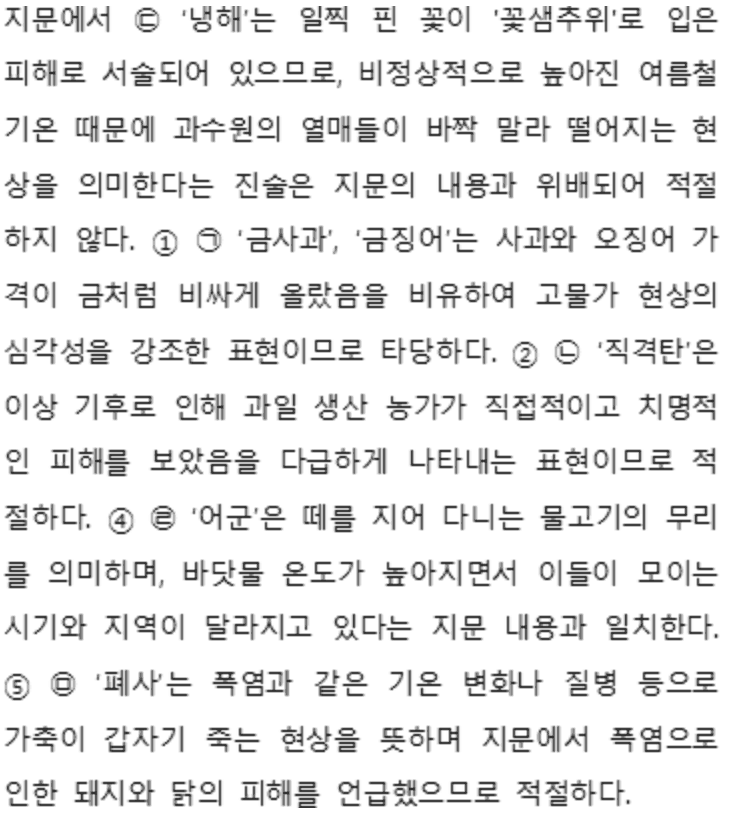 지문에서 ㉢ '냉해'는 일찍 핀 꽃이 '꽃샘추위'로 입은
피해로 서술되어 있으므로, 비정상적으로 높아진 여름철
기온 때문에 과수원의 열매들이 바짝 말라 떨어지는 현
상을 의미한다는 진술은 지문의 내용과 위배되어 적절
하지 않다. ① ㉠ '금사과', '금징어'는 사과와 오징어 가
격이 금처럼 비싸게 올랐음을 비유하여 고물가 현상의
심각성을 강조한 표현이므로 타당하다. ② ㉡ '직격탄'은
이상 기후로 인해 과일 생산 농가가 직접적이고 치명적
인 피해를 보았음을 다급하게 나타내는 표현이므로 적
절하다. ④ ㉣ '어군'은 떼를 지어 다니는 물고기의 무리
를 의미하며, 바닷물 온도가 높아지면서 이들이 모이는
시기와 지역이 달라지고 있다는 지문 내용과 일치한다.
⑤ ㉤ '폐사'는 폭염과 같은 기온 변화나 질병 등으로
가축이 갑자기 죽는 현상을 뜻하며 지문에서 폭염으로
인한 돼지와 닭의 피해를 언급했으므로 적절하다.